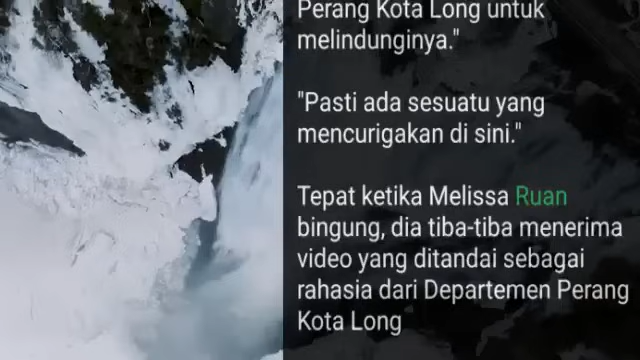 Perang Kota Long untuk
melindunginya."
"Pasti ada sesuatu yang
mencurigakan di sini."
Tepat ketika Melissa Ruan
bingung, dia tiba-tiba menerima
video yang ditandai sebagai
rahasia dari Departemen Perang
Kota Long